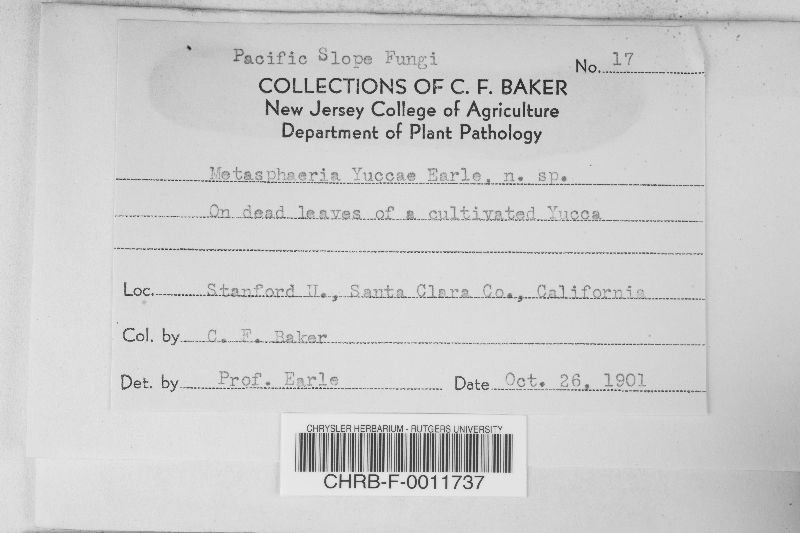 Pacific Slope Fungi No. 17
COLLECTIONS OF C. F. BAKER
New Jersey College of Agriculture
Department of Plant Pathology
Metasphaeria Yuccae Earle, n. sp.
On dead leaves of a cultivated Yucca
Loc. Stanford U., Santa Clara Co., California
Col. by C. F. Baker
Det. by Prof. Earle Date Oct. 26, 1901
CHRYSLER HERBARIUM - RUTGERS UNIVERSITY
CHRB-F-0011737